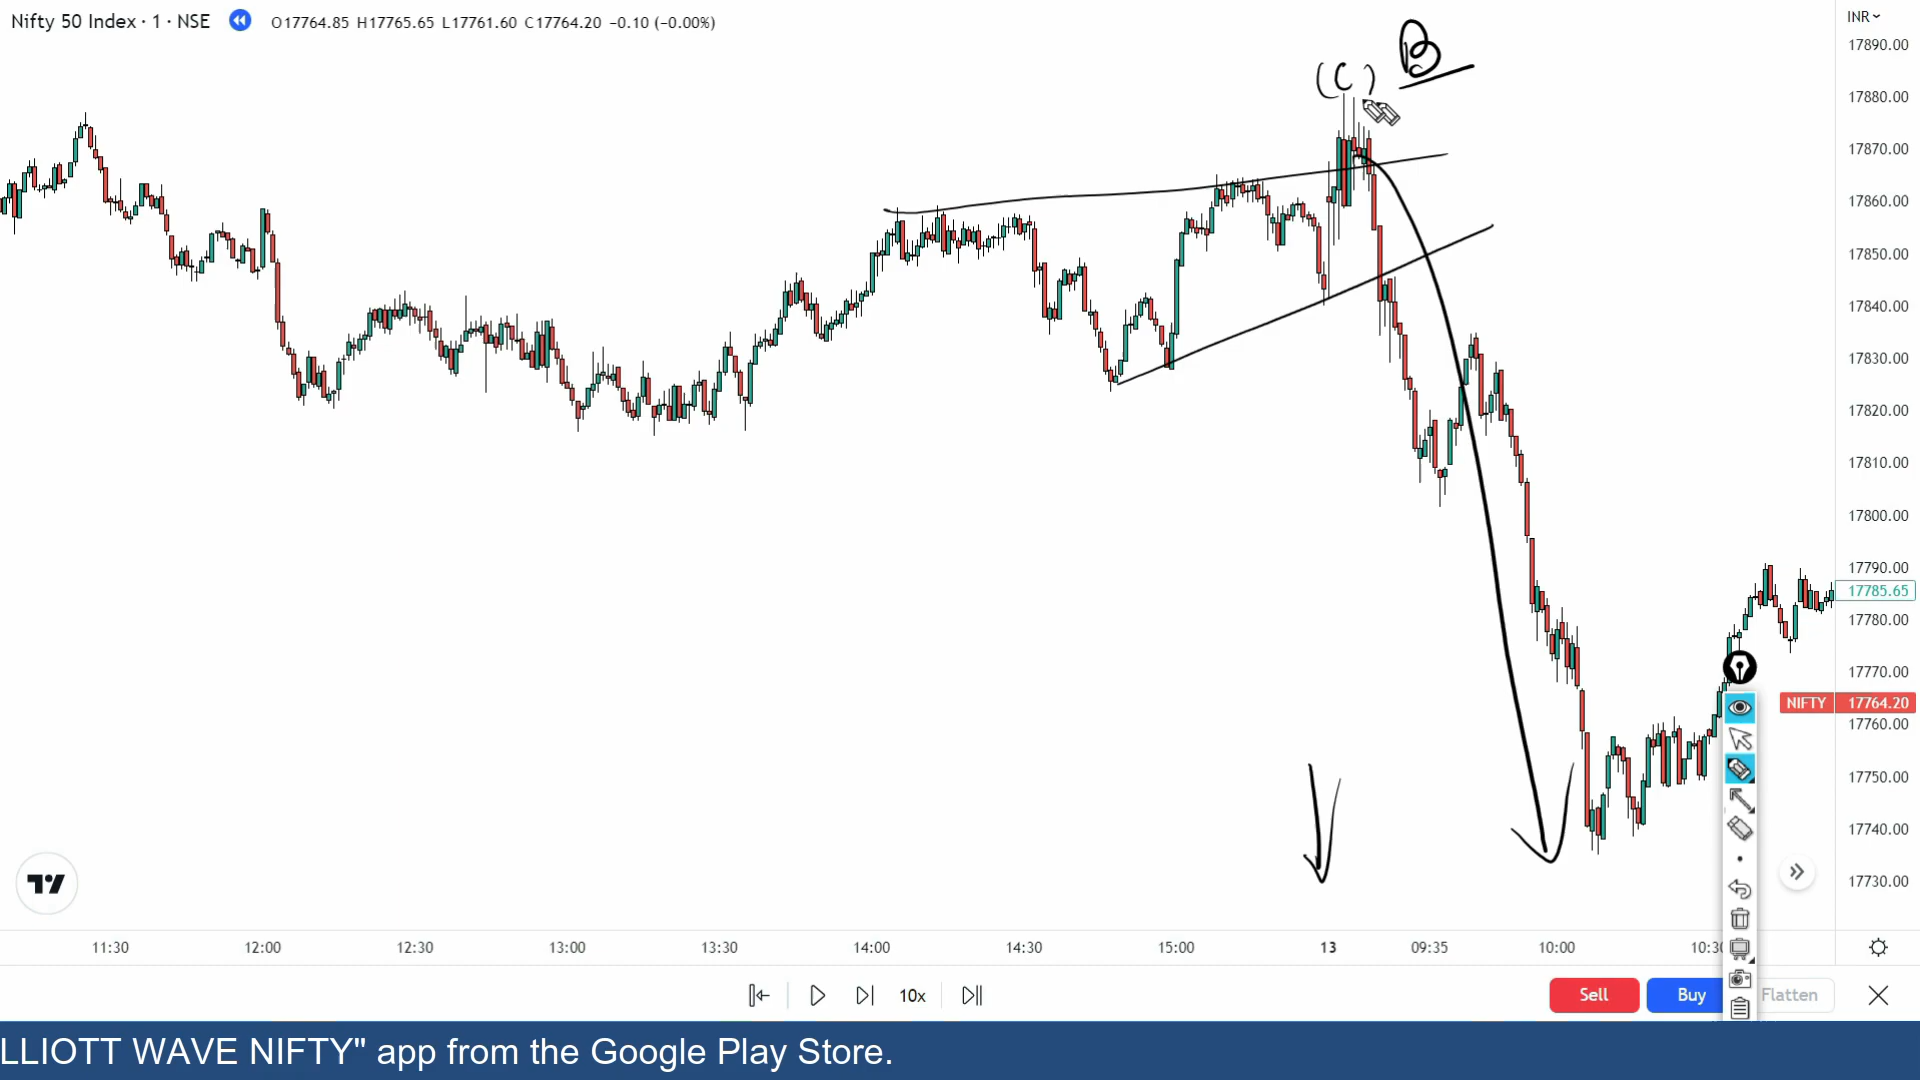 Nifty 50 Index · 1 · NSE
O17764.85 H17765.65 L17761.60 C17764.20 −0.10 (−0.00%)
INR
(C) B
17890.00
17880.00
17870.00
17860.00
17850.00
17840.00
17830.00
17820.00
17810.00
17800.00
17790.00
17785.65
17780.00
17770.00
NIFTY 17764.20
17760.00
17750.00
17740.00
17730.00
11:30 12:00 12:30 13:00 13:30 14:00 14:30 15:00 13 09:35 10:00 10:30
10x
Sell Buy Flatten
LLIOTT WAVE NIFTY" app from the Google Play Store.